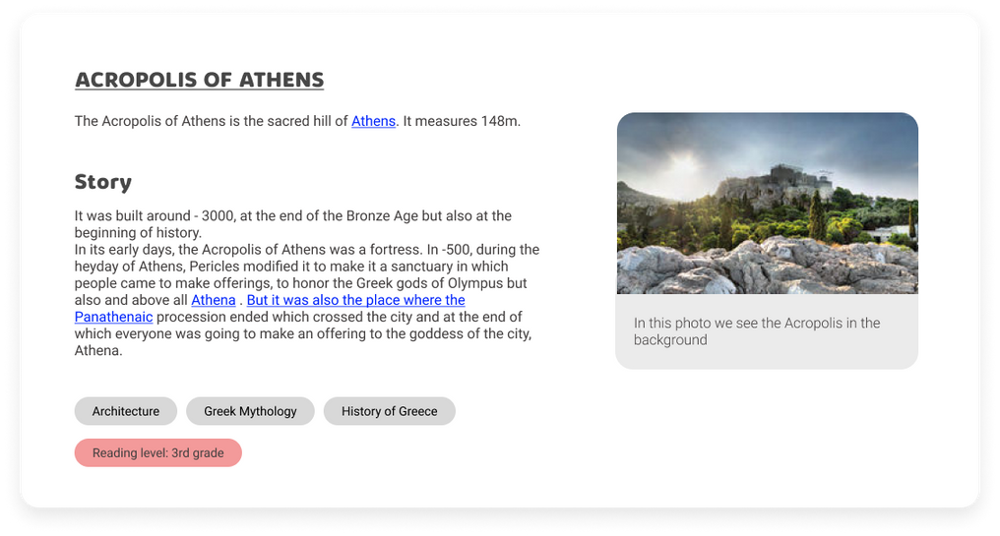 ACROPOLIS OF ATHENS
The Acropolis of Athens is the sacred hill of Athens. It measures 148m.
Story
It was built around - 3000, at the end of the Bronze Age but also at the
beginning of history.
In its early days, the Acropolis of Athens was a fortress. In -500, during the
heyday of Athens, Pericles modified it to make it a sanctuary in which
people came to make offerings, to honor the Greek gods of Olympus but
also and above all Athena . But it was also the place where the
Panathenaic procession ended which crossed the city and at the end of
which everyone was going to make an offering to the goddess of the city,
Athena.
In this photo we see the Acropolis in the
background
Architecture Greek Mythology History of Greece
Reading level: 3rd grade